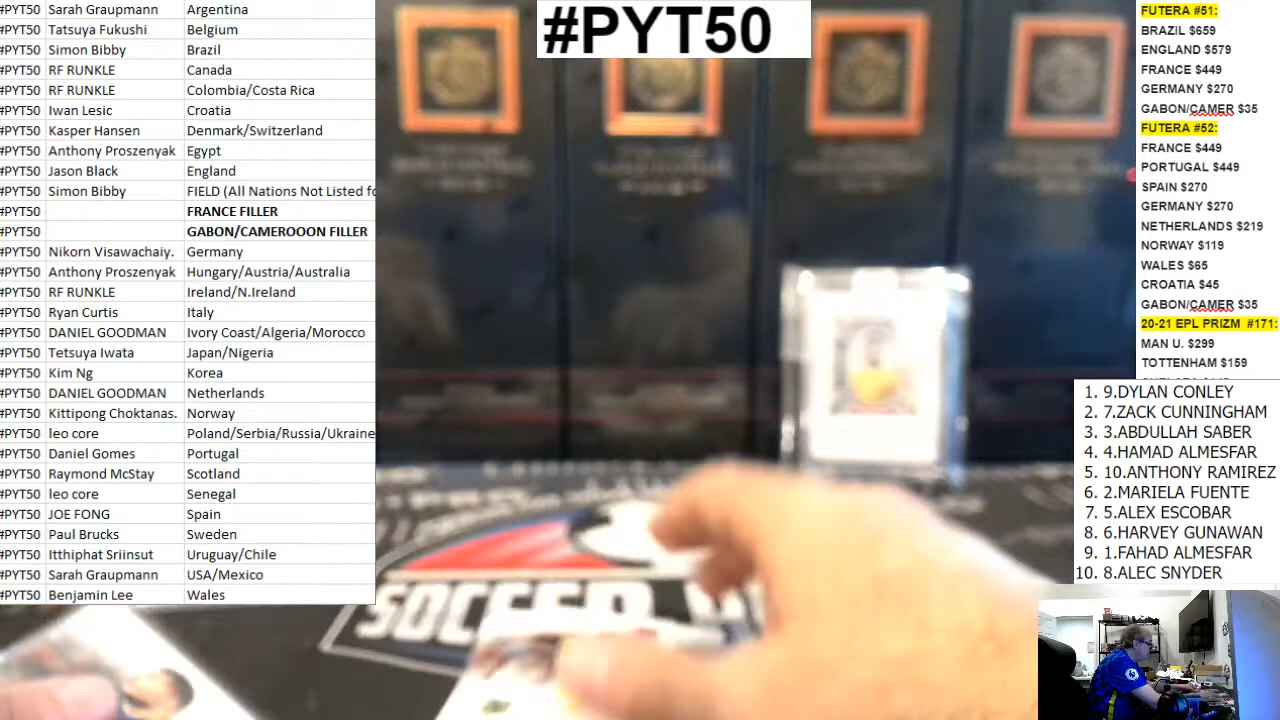 #PYT50 Sarah Graupmann Argentina
#PYT50 Tatsuya Fukushi Belgium
#PYT50 Simon Bibby Brazil
#PYT50 RF RUNKLE Canada
#PYT50 RF RUNKLE Colombia/Costa Rica
#PYT50 Iwan Lesic Croatia
#PYT50 Kasper Hansen Denmark/Switzerland
#PYT50 Anthony Proszenyak Egypt
#PYT50 Jason Black England
#PYT50 Simon Bibby FIELD (All Nations Not Listed fo
#PYT50 FRANCE FILLER
#PYT50 GABON/CAMEROOON FILLER
#PYT50 Nikorn Visawachaiy. Germany
#PYT50 Anthony Proszenyak Hungary/Austria/Australia
#PYT50 RF RUNKLE Ireland/N.Ireland
#PYT50 Ryan Curtis Italy
#PYT50 DANIEL GOODMAN Ivory Coast/Algeria/Morocco
#PYT50 Tetsuya Iwata Japan/Nigeria
#PYT50 Kim Ng Korea
#PYT50 DANIEL GOODMAN Netherlands
#PYT50 Kittipong Choktanas. Norway
#PYT50 leo core Poland/Serbia/Russia/Ukraine
#PYT50 Daniel Gomes Portugal
#PYT50 Raymond McStay Scotland
#PYT50 leo core Senegal
#PYT50 JOE FONG Spain
#PYT50 Paul Brucks Sweden
#PYT50 Itthiphat Sriinsut Uruguay/Chile
#PYT50 Sarah Graupmann USA/Mexico
#PYT50 Benjamin Lee Wales
#PYT50
SOCCER
FUTERA #51:
BRAZIL $659
ENGLAND $579
FRANCE $449
GERMANY $270
GABON/CAMER $35
FUTERA #52:
FRANCE $449
PORTUGAL $449
SPAIN $270
GERMANY $270
NETHERLANDS $219
NORWAY $119
WALES $65
CROATIA $45
GABON/CAMER $35
20-21 EPL PRIZM #171:
MAN U. $299
TOTTENHAM $159
1. 9.DYLAN CONLEY
2. 7.ZACK CUNNINGHAM
3. 3.ABDULLAH SABER
4. 4.HAMAD ALMESFAR
5. 10.ANTHONY RAMIREZ
6. 2.MARIELA FUENTE
7. 5.ALEX ESCOBAR
8. 6.HARVEY GUNAWAN
9. 1.FAHAD ALMESFAR
10. 8.ALEC SNYDER